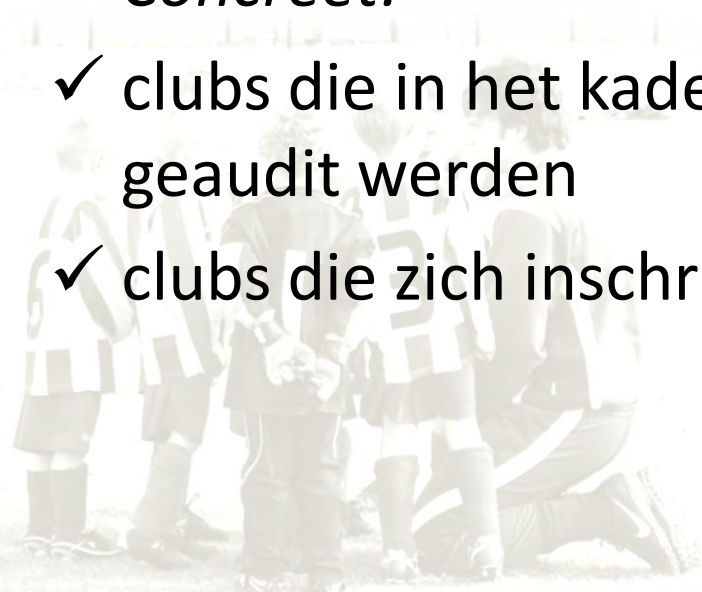 Concreet:
✓ clubs die in het kade
geaudit werden
✓ clubs die zich inschr